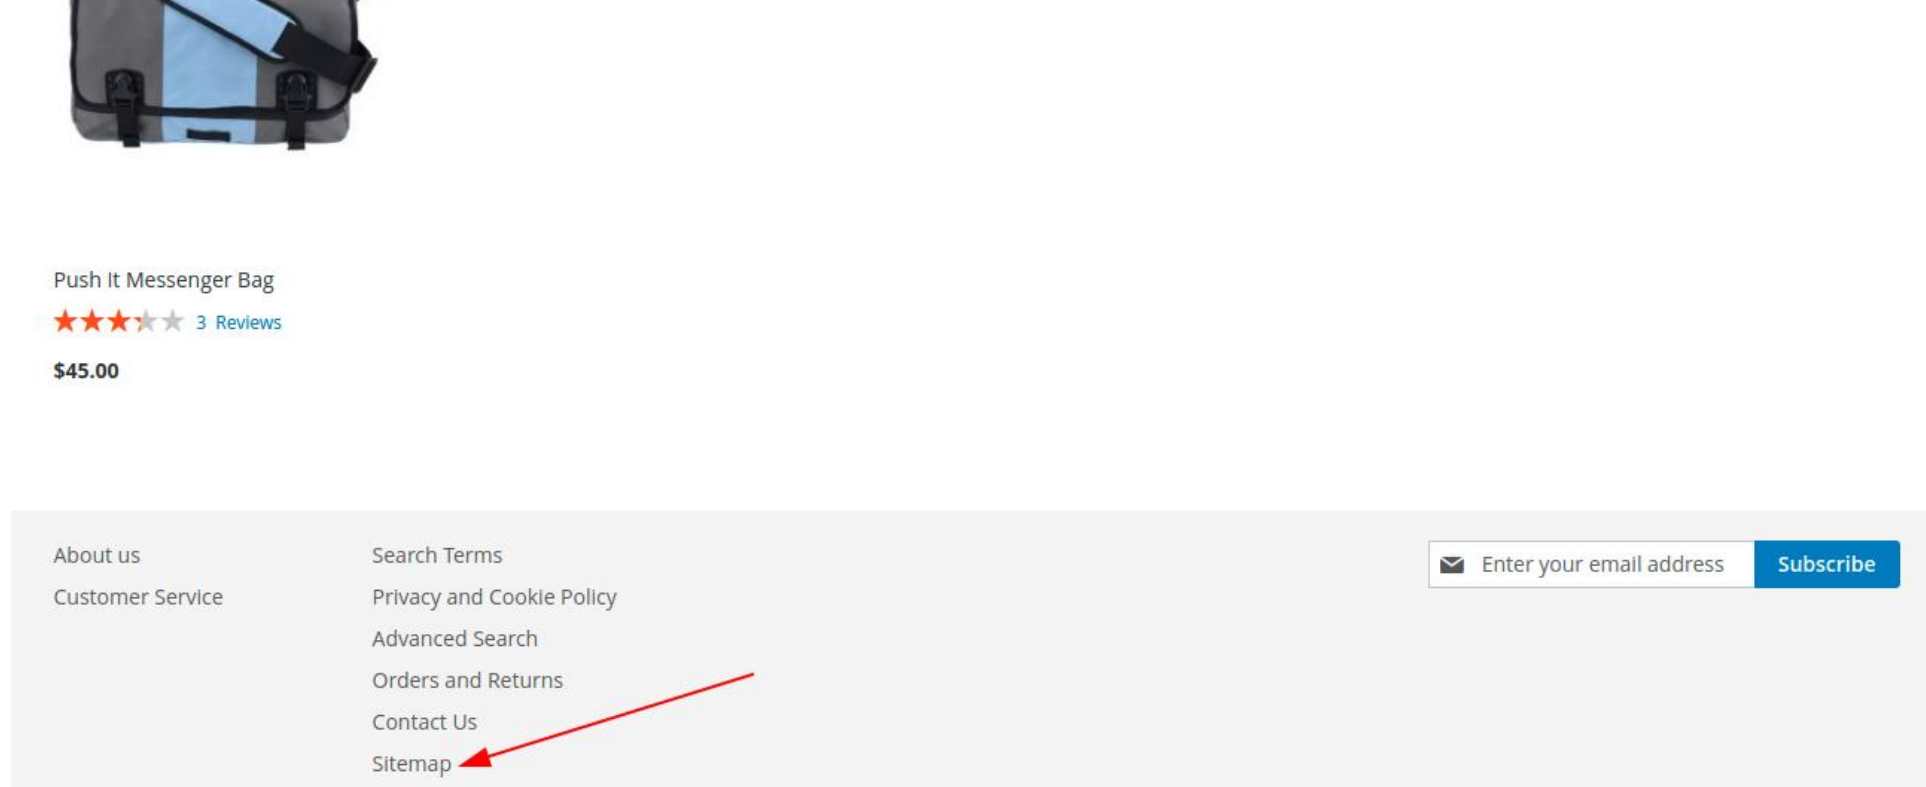 Push It Messenger Bag
3 Reviews
$45.00
About us
Customer Service
Search Terms
Privacy and Cookie Policy
Advanced Search
Orders and Returns
Contact Us
Sitemap
Enter your email address
Subscribe